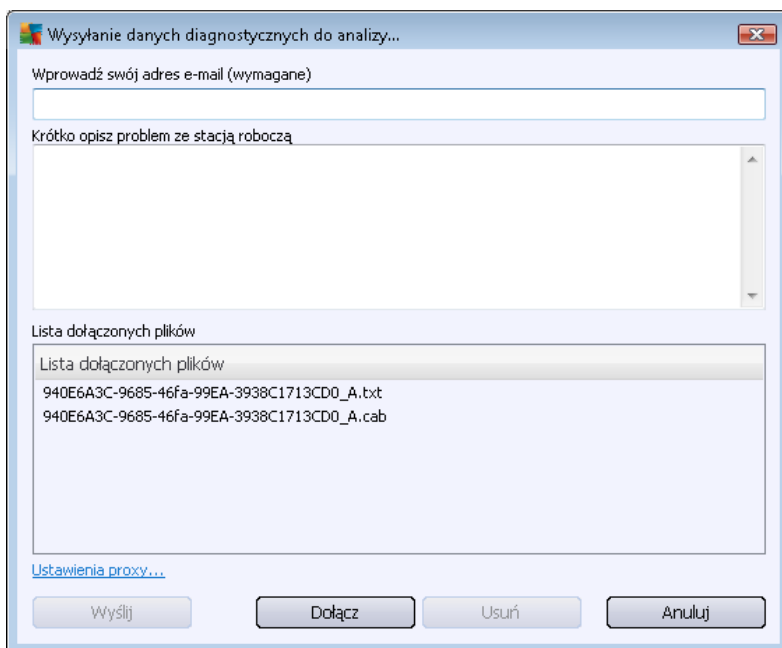 Wysyłanie danych diagnostycznych do analizy...
Wprowadź swój adres e-mail (wymagane)
Krótko opisz problem ze stacją roboczą
Lista dołączonych plików
Lista dołączonych plików
940E6A3C-9685-46fa-99EA-3938C1713CD0_A.txt
940E6A3C-9685-46fa-99EA-3938C1713CD0_A.cab
Ustawienia proxy...
Wyślij Dołącz Usuń Anuluj